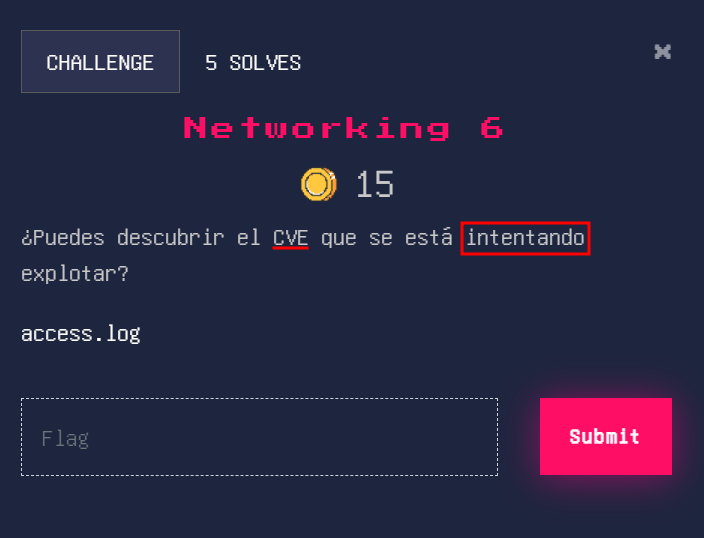 CHALLENGE 5 SOLVES
×
Networking 6
15
¿Puedes descubrir el CVE que se está intentando
explotar?
access.log
Flag
Submit